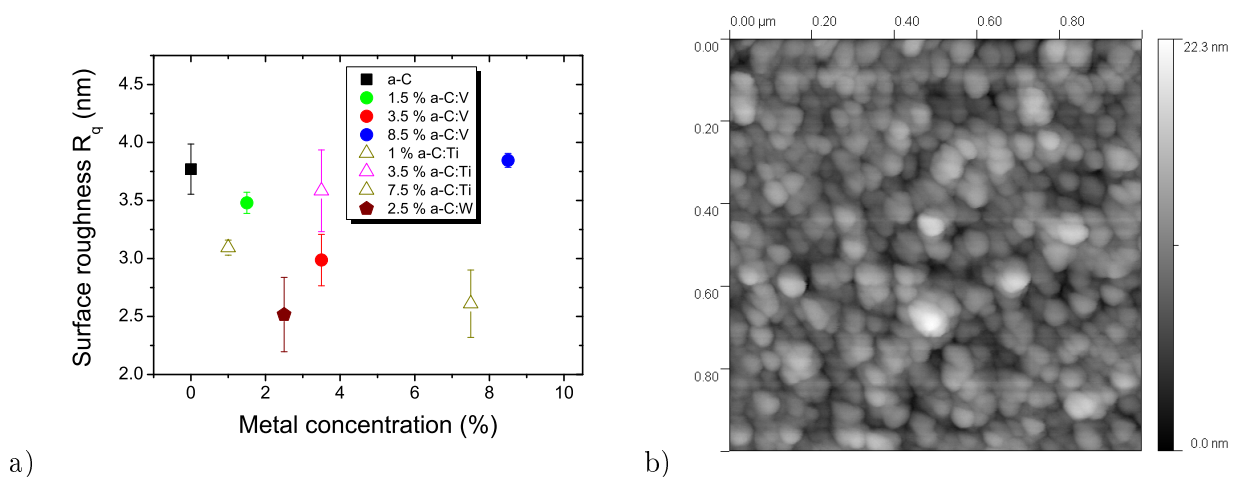 4.5
4.0
3.5
3.0
2.5
2.0
0
2
4
6
8
10
Surface roughness Rq (nm)
Metal concentration (%)
a-C
1.5 % a-C:V
3.5 % a-C:V
8.5 % a-C:V
1 % a-C:Ti
3.5 % a-C:Ti
7.5 % a-C:Ti
2.5 % a-C:W
a)
0.00 µm
0.20
0.40
0.60
0.80
0.00
0.20
0.40
0.60
0.80
22.3 nm
0.0 nm
b)